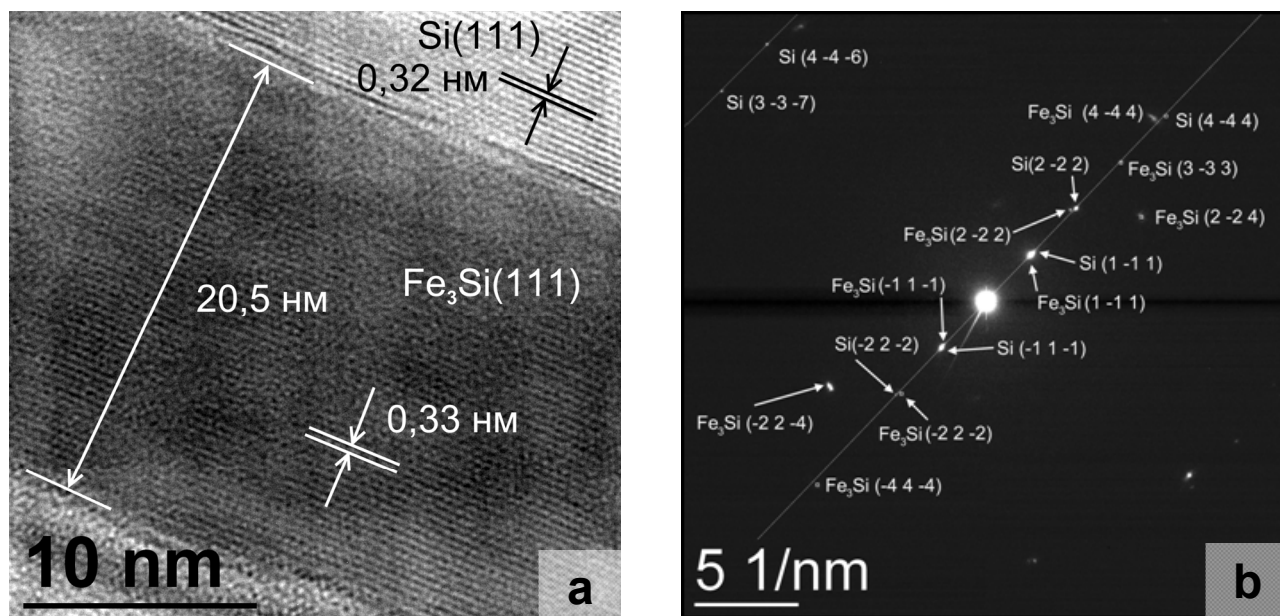 Si(111)
0,32 нм
20,5 нм
Fe₃Si(111)
0,33 нм
10 nm
a
Si (4 -4 -6)
Si (3 -3 -7)
Fe₃Si (4 -4 4)
Si (4 -4 4)
Fe₃Si (3 -3 3)
Si(2 -2 2)
Fe₃Si (2 -2 4)
Fe₃Si(2 -2 2)
Si (1 -1 1)
Fe₃Si(-1 1 -1)
Fe₃Si(1 -1 1)
Si(-2 2 -2)
Si (-1 1 -1)
Fe₃Si(-2 2 -4)
Fe₃Si(-2 2 -2)
Fe₃Si (-4 4 -4)
5 1/nm
b